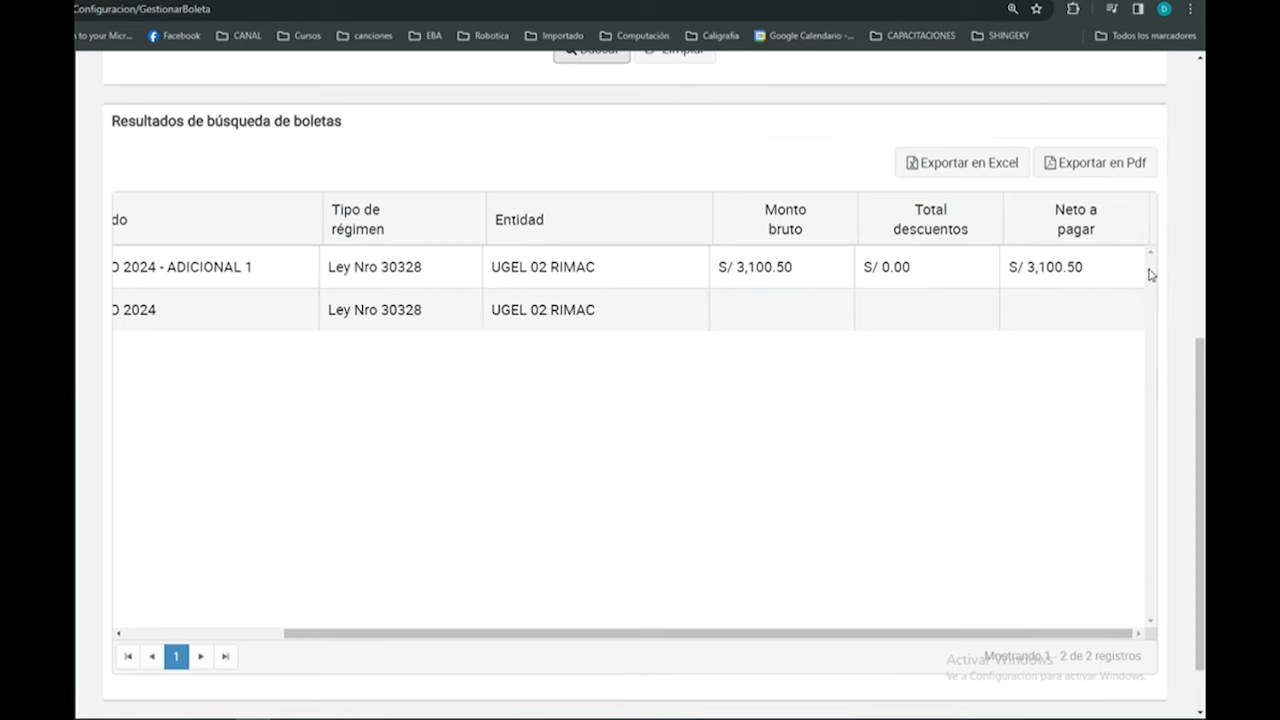 Configuracion/GestionarBoleta
n to your Micr... Facebook CANAL Cursos canciones EBA Robotica Importado Computación Caligrafia Google Calendario -... CAPACITACIONES SHINGEKY Todos los marcadores
Buscar Limpiar
Resultados de búsqueda de boletas
Exportar en Excel Exportar en Pdf
do Tipo de régimen Entidad Monto bruto Total descuentos Neto a pagar
O 2024 - ADICIONAL 1 Ley Nro 30328 UGEL 02 RIMAC S/ 3,100.50 S/ 0.00 S/ 3,100.50
O 2024 Ley Nro 30328 UGEL 02 RIMAC
1 Mostrando 1 - 2 de 2 registros
Activar Windows
Ve a Configuración para activar Windows.